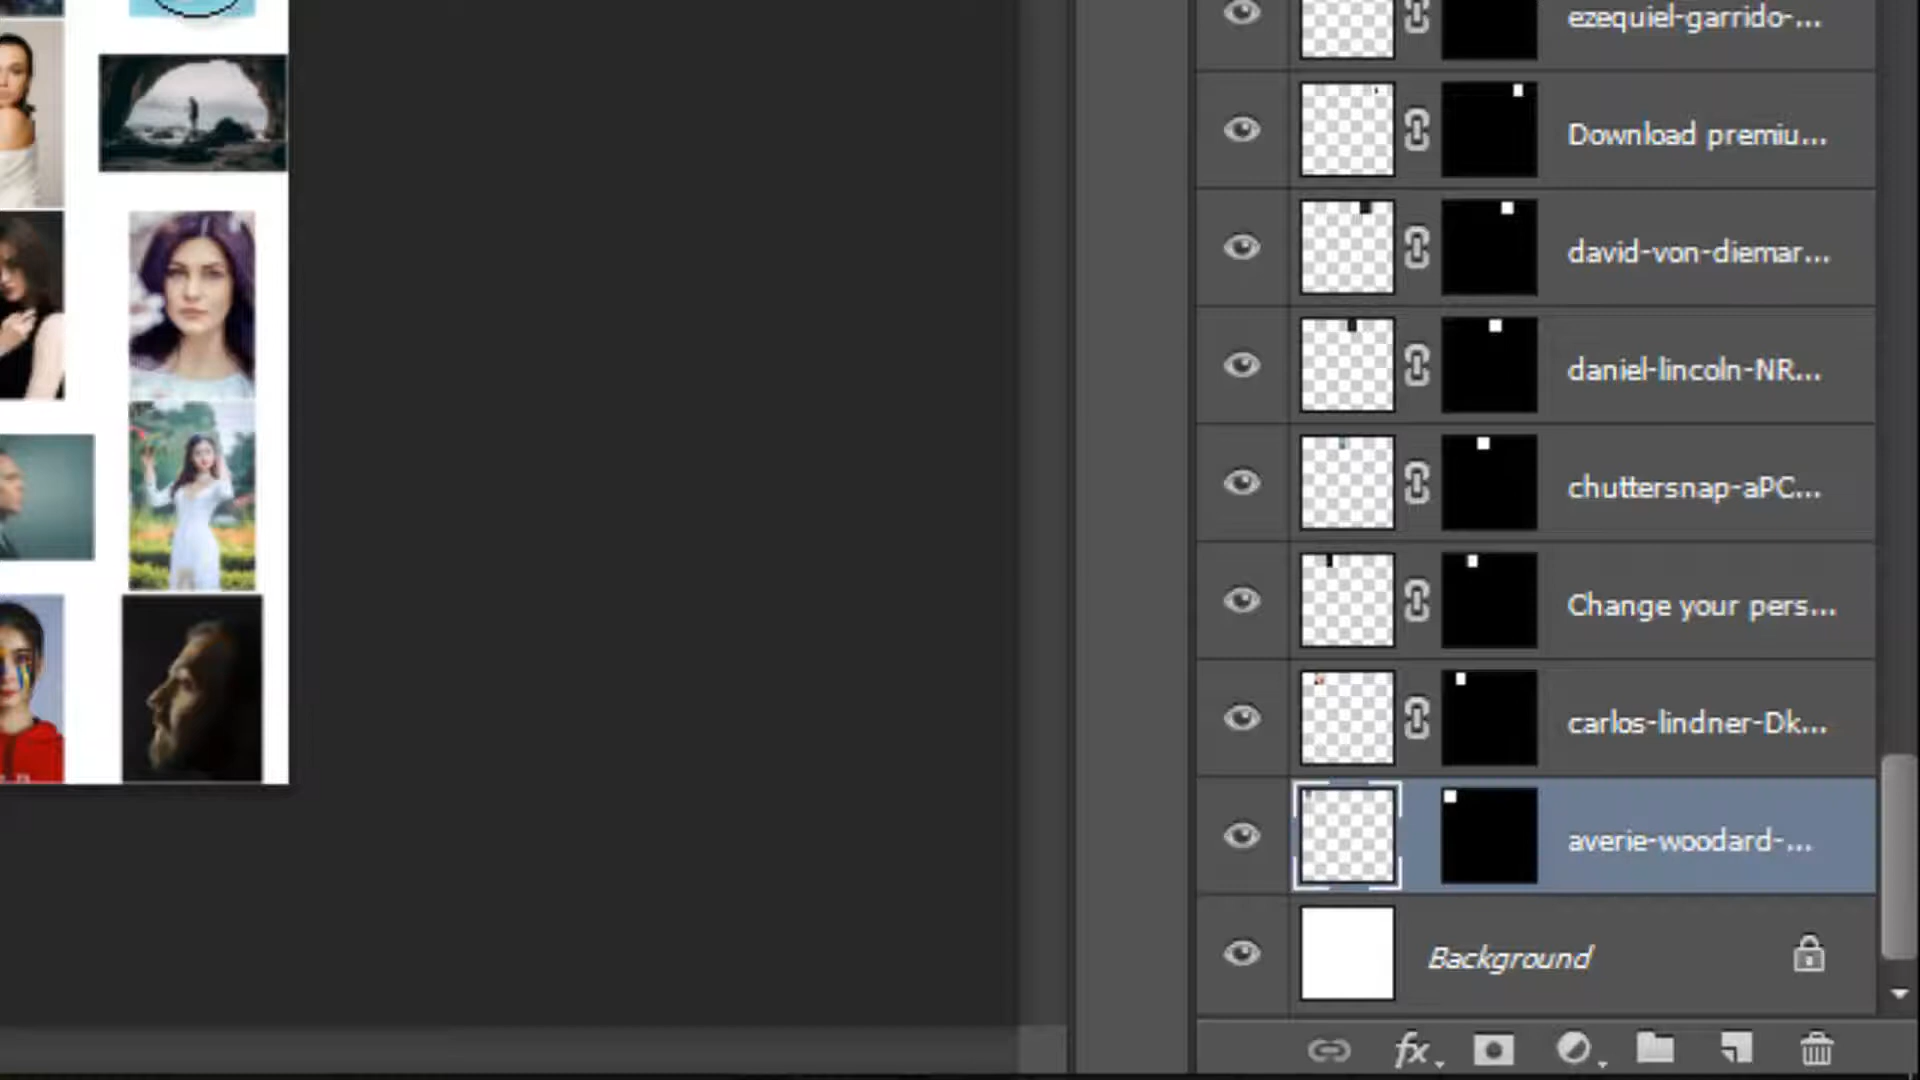 ezequiel-garrido-...
Download premiu...
david-von-diemar...
daniel-lincoln-NR...
chuttersnap-aPC...
Change your pers...
carlos-lindner-Dk...
averie-woodard-...
Background
fx